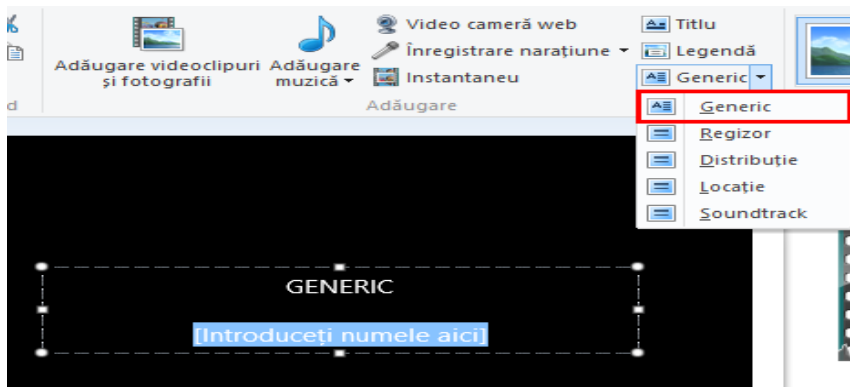 Adăugare videoclipuri
și fotografii
Adăugare
muzică
Video cameră web
Înregistrare narațiune
Instantaneu
Titlu
Legendă
Generic
d
Adăugare
Generic
Regizor
Distribuție
Locație
Soundtrack
GENERIC
[Introduceți numele aici]